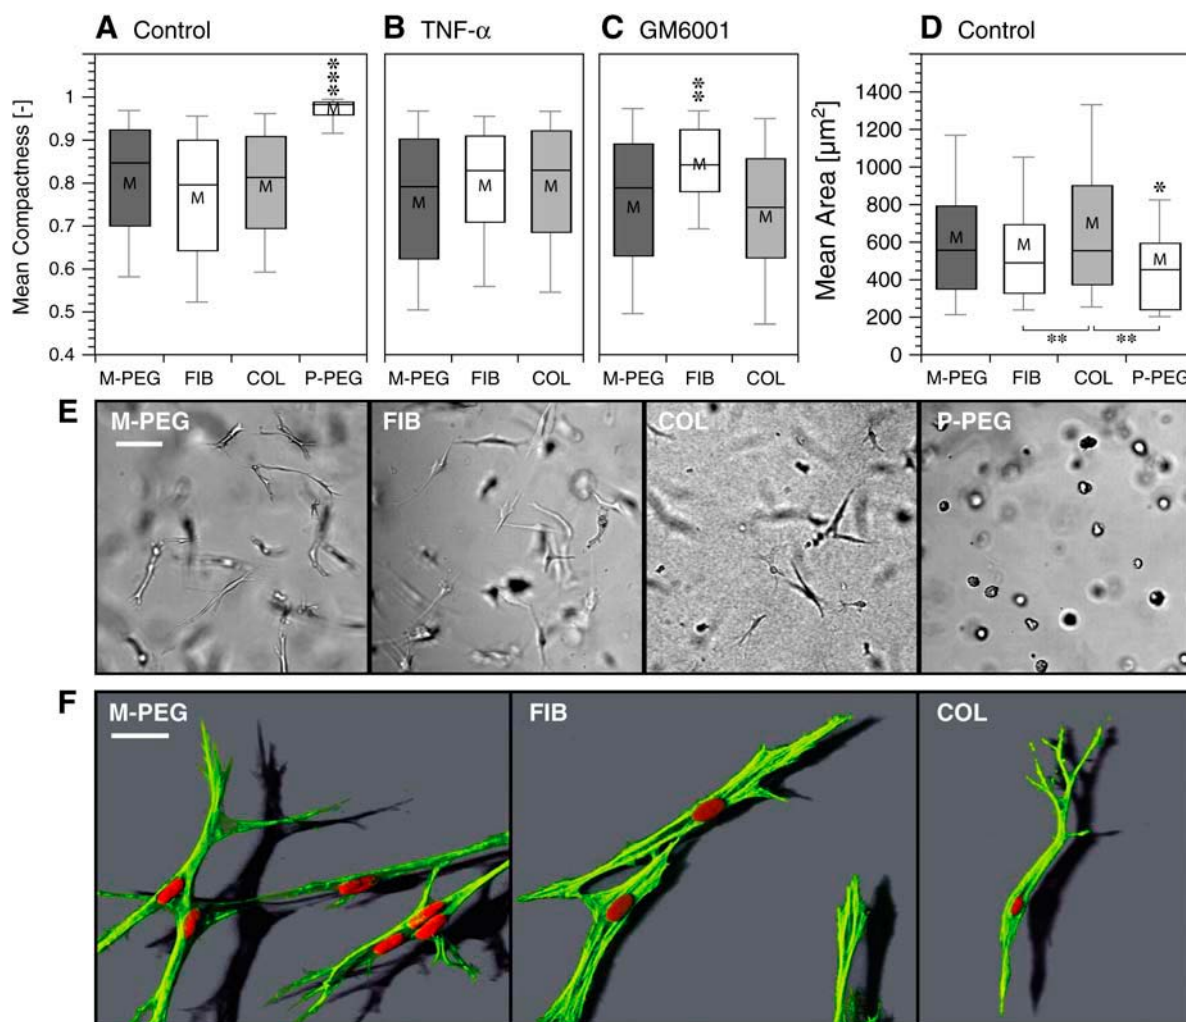 A Control
B TNF-α
C GM6001
D Control
Mean Compactness [-]
1
0.9
0.8
0.7
0.6
0.5
0.4
M
M
M
M
***
M-PEG FIB COL P-PEG
M
M
M
M-PEG FIB COL
M
M
M
**
M-PEG FIB COL
Mean Area [µm²]
1400
1200
1000
800
600
400
200
0
M
M
M
M
*
** **
M-PEG FIB COL P-PEG
E
M-PEG FIB COL P-PEG
F
M-PEG FIB COL